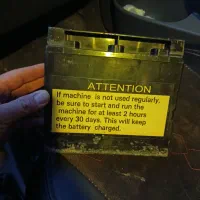 ATTENTION
If machine is not used regularly,
be sure to start and run the
machine for at least 2 hours
every 30 days. This will keep
the battery charged.